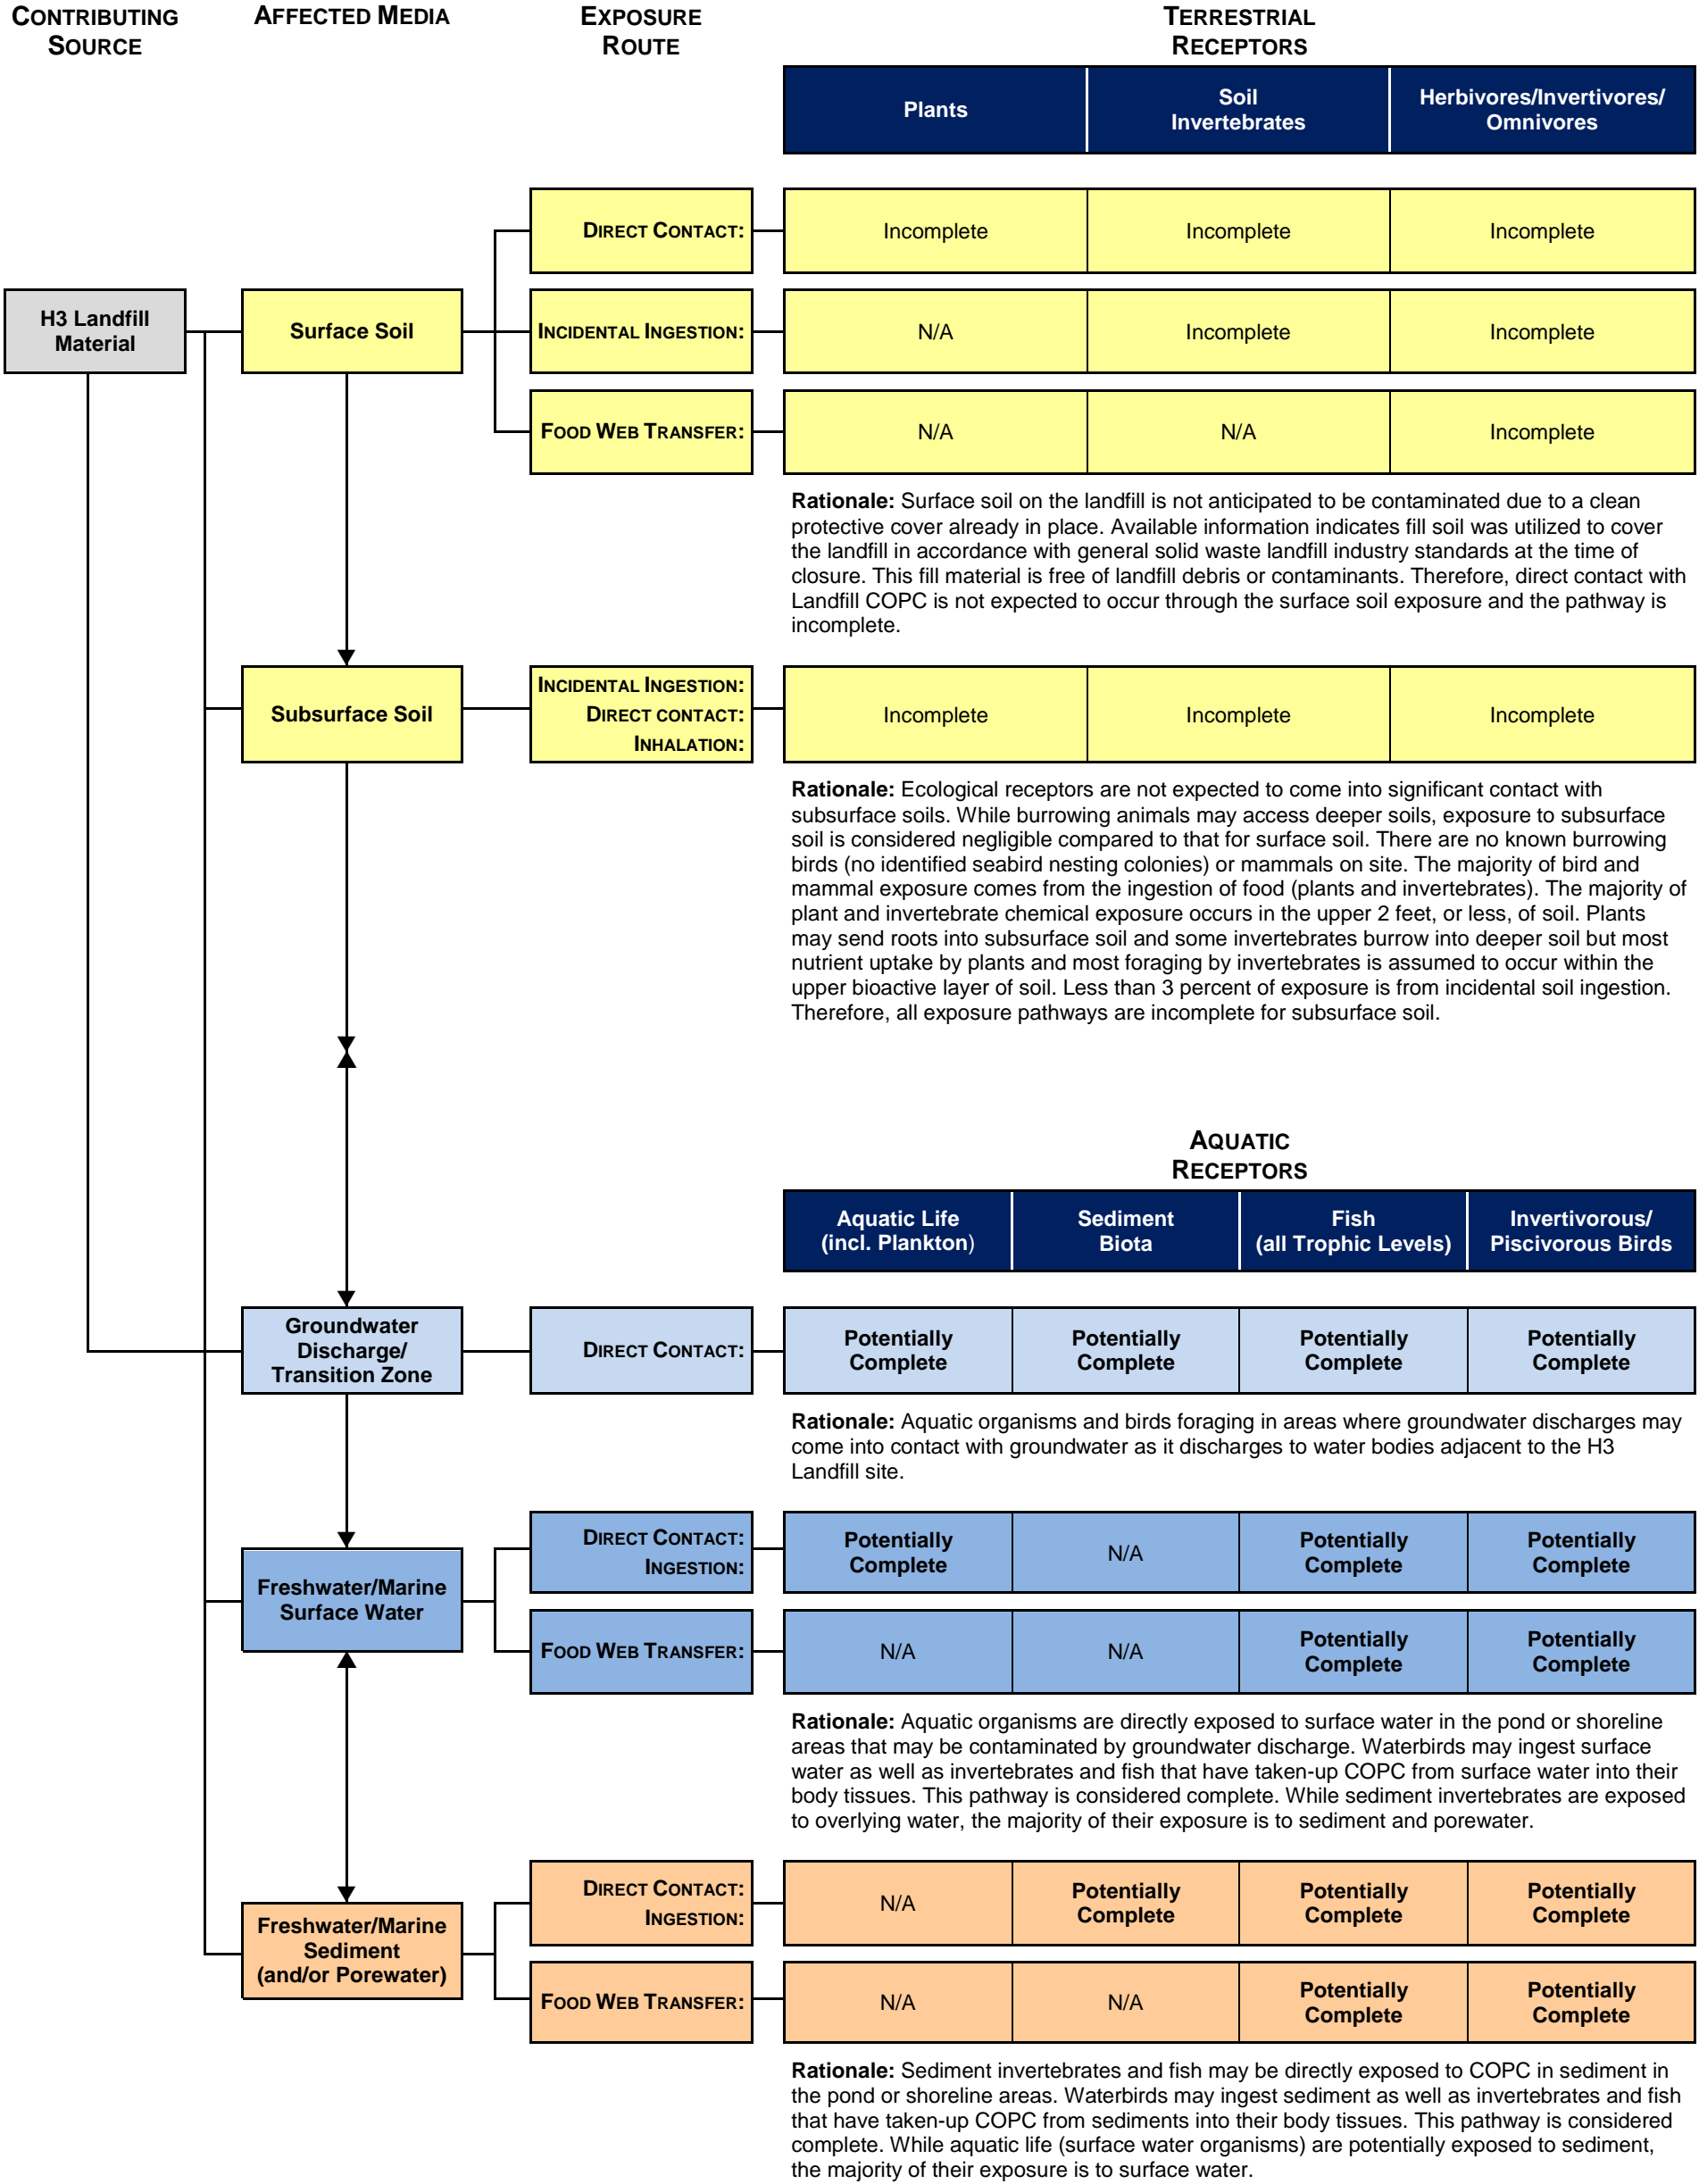 CONTRIBUTING
SOURCE
AFFECTED MEDIA
EXPOSURE
ROUTE
TERRESTRIAL
RECEPTORS
Plants
Soil
Invertebrates
Herbivores/Invertivores/
Omnivores
DIRECT CONTACT:
Incomplete
Incomplete
Incomplete
H3 Landfill
Material
Surface Soil
INCIDENTAL INGESTION:
N/A
Incomplete
Incomplete
FOOD WEB TRANSFER:
N/A
N/A
Incomplete
Rationale: Surface soil on the landfill is not anticipated to be contaminated due to a clean
protective cover already in place. Available information indicates fill soil was utilized to cover
the landfill in accordance with general solid waste landfill industry standards at the time of
closure. This fill material is free of landfill debris or contaminants. Therefore, direct contact with
Landfill COPC is not expected to occur through the surface soil exposure and the pathway is
incomplete.
Subsurface Soil
INCIDENTAL INGESTION:
DIRECT CONTACT:
INHALATION:
Incomplete
Incomplete
Incomplete
Rationale: Ecological receptors are not expected to come into significant contact with
subsurface soils. While burrowing animals may access deeper soils, exposure to subsurface
soil is considered negligible compared to that for surface soil. There are no known burrowing
birds (no identified seabird nesting colonies) or mammals on site. The majority of bird and
mammal exposure comes from the ingestion of food (plants and invertebrates). The majority of
plant and invertebrate chemical exposure occurs in the upper 2 feet, or less, of soil. Plants
may send roots into subsurface soil and some invertebrates burrow into deeper soil but most
nutrient uptake by plants and most foraging by invertebrates is assumed to occur within the
upper bioactive layer of soil. Less than 3 percent of exposure is from incidental soil ingestion.
Therefore, all exposure pathways are incomplete for subsurface soil.
AQUATIC
RECEPTORS
Aquatic Life
(incl. Plankton)
Sediment
Biota
Fish
(all Trophic Levels)
Invertivorous/
Piscivorous Birds
Groundwater
Discharge/
Transition Zone
DIRECT CONTACT:
Potentially
Complete
Potentially
Complete
Potentially
Complete
Potentially
Complete
Rationale: Aquatic organisms and birds foraging in areas where groundwater discharges may
come into contact with groundwater as it discharges to water bodies adjacent to the H3
Landfill site.
Freshwater/Marine
Surface Water
DIRECT CONTACT:
INGESTION:
Potentially
Complete
N/A
Potentially
Complete
Potentially
Complete
FOOD WEB TRANSFER:
N/A
N/A
Potentially
Complete
Potentially
Complete
Rationale: Aquatic organisms are directly exposed to surface water in the pond or shoreline
areas that may be contaminated by groundwater discharge. Waterbirds may ingest surface
water as well as invertebrates and fish that have taken-up COPC from surface water into their
body tissues. This pathway is considered complete. While sediment invertebrates are exposed
to overlying water, the majority of their exposure is to sediment and porewater.
Freshwater/Marine
Sediment
(and/or Porewater)
DIRECT CONTACT:
INGESTION:
N/A
Potentially
Complete
Potentially
Complete
Potentially
Complete
FOOD WEB TRANSFER:
N/A
N/A
Potentially
Complete
Potentially
Complete
Rationale: Sediment invertebrates and fish may be directly exposed to COPC in sediment in
the pond or shoreline areas. Waterbirds may ingest sediment as well as invertebrates and fish
that have taken-up COPC from sediments into their body tissues. This pathway is considered
complete. While aquatic life (surface water organisms) are potentially exposed to sediment,
the majority of their exposure is to surface water.